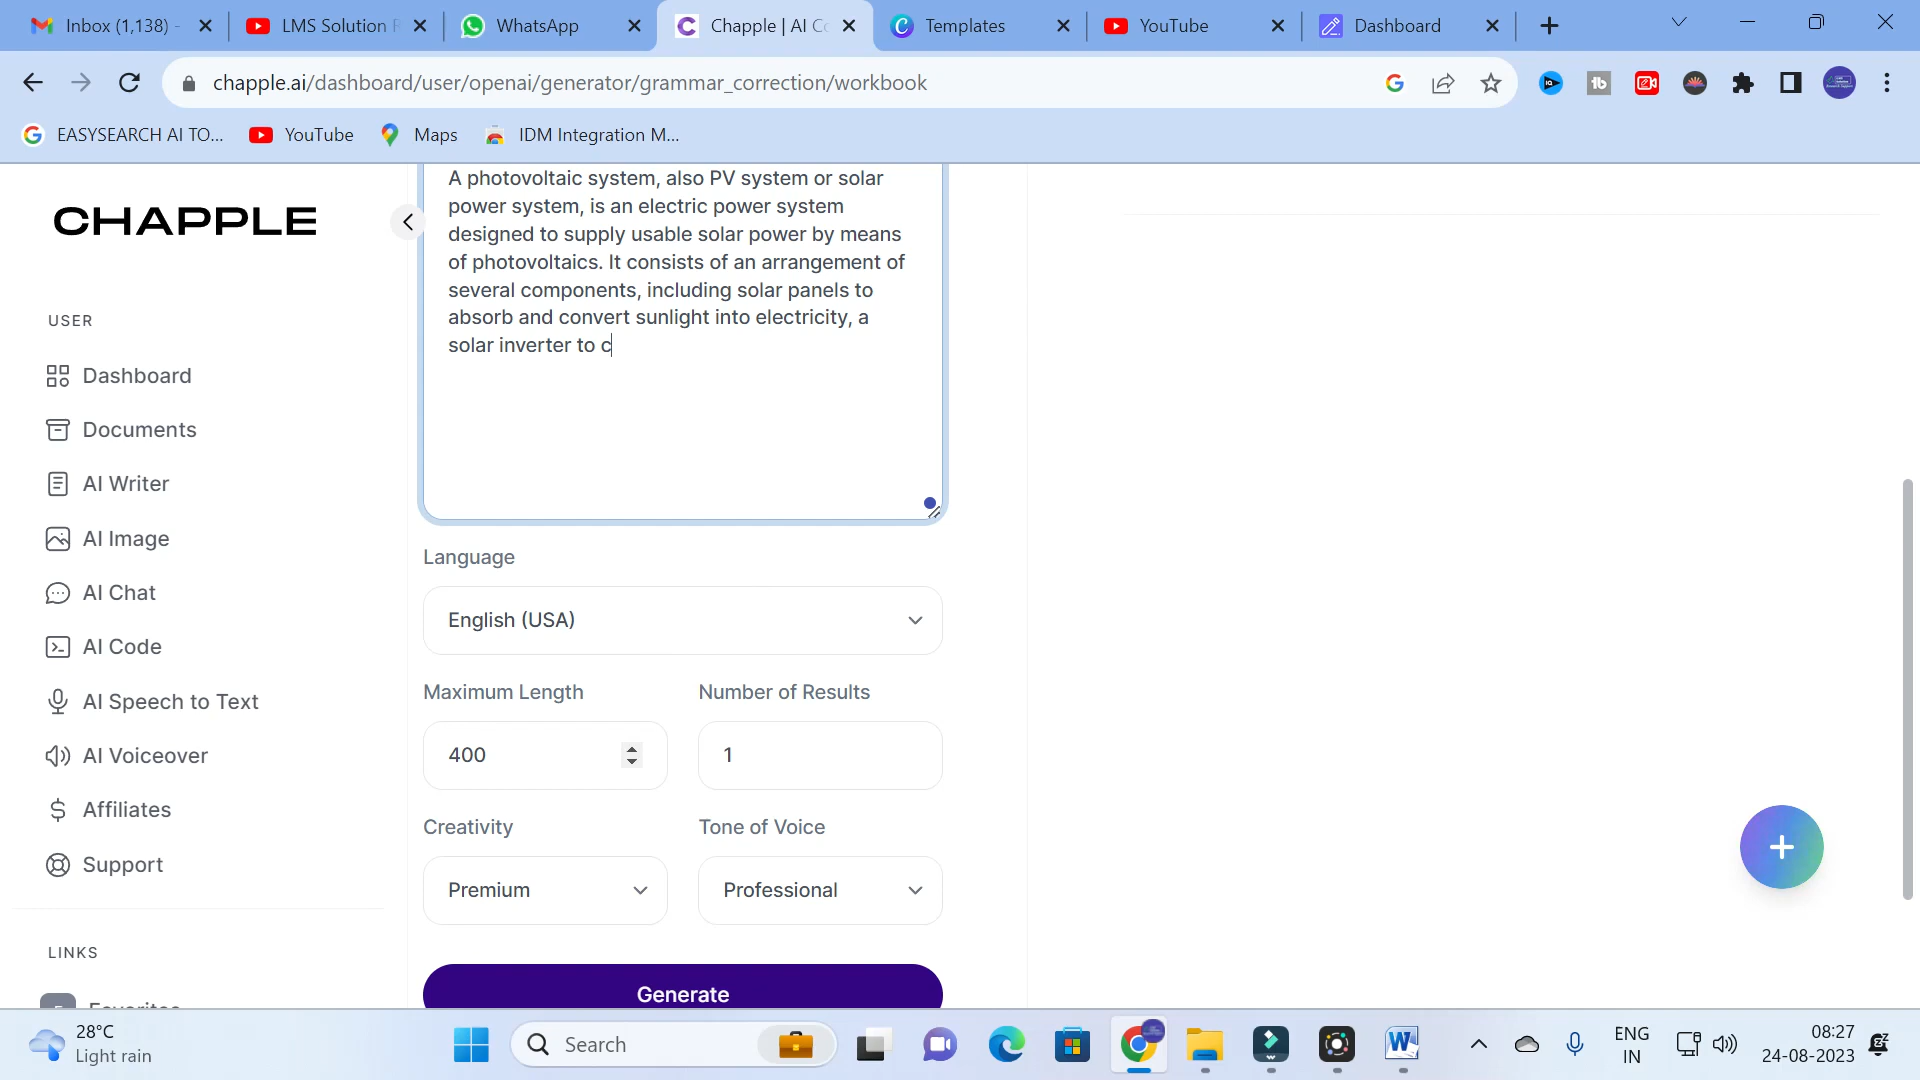 Inbox (1,138) -
LMS Solution
WhatsApp
Chapple | AI Co
Templates
YouTube
Dashboard
chapple.ai/dashboard/user/openai/generator/grammar_correction/workbook
EASYSEARCH AI TO...
YouTube
Maps
IDM Integration M...
CHAPPLE
USER
Dashboard
Documents
AI Writer
AI Image
AI Chat
AI Code
AI Speech to Text
AI Voiceover
Affiliates
Support
LINKS
A photovoltaic system, also PV system or solar
power system, is an electric power system
designed to supply usable solar power by means
of photovoltaics. It consists of an arrangement of
several components, including solar panels to
absorb and convert sunlight into electricity, a
solar inverter to c
Language
English (USA)
Maximum Length
Number of Results
400
1
Creativity
Tone of Voice
Premium
Professional
Generate
28°C
Light rain
Search
ENG
IN
08:27
24-08-2023